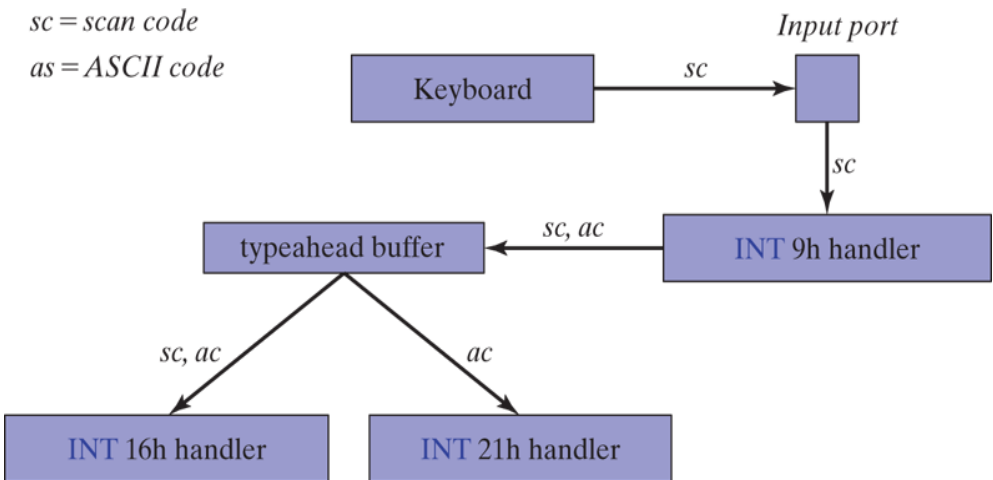 sc = scan code
as = ASCII code
Input port
Keyboard
sc
sc
typeahead buffer
sc, ac
INT 9h handler
sc, ac
ac
INT 16h handler
INT 21h handler